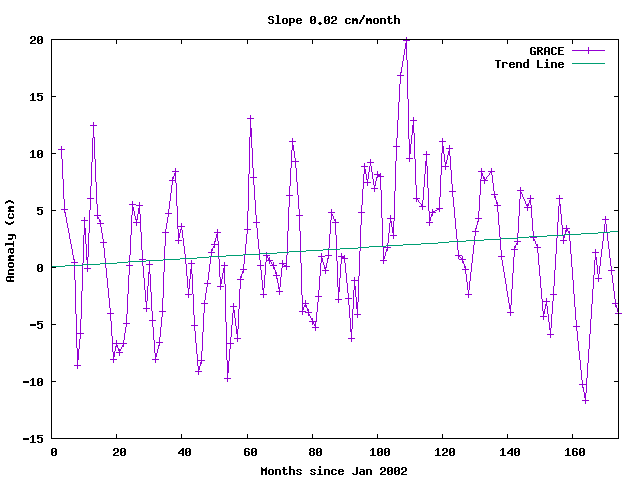 Slope 0.02 cm/month
GRACE
Trend Line
20
15
10
5
0
-5
-10
-15
Anomaly (cm)
0 20 40 60 80 100 120 140 160
Months since Jan 2002